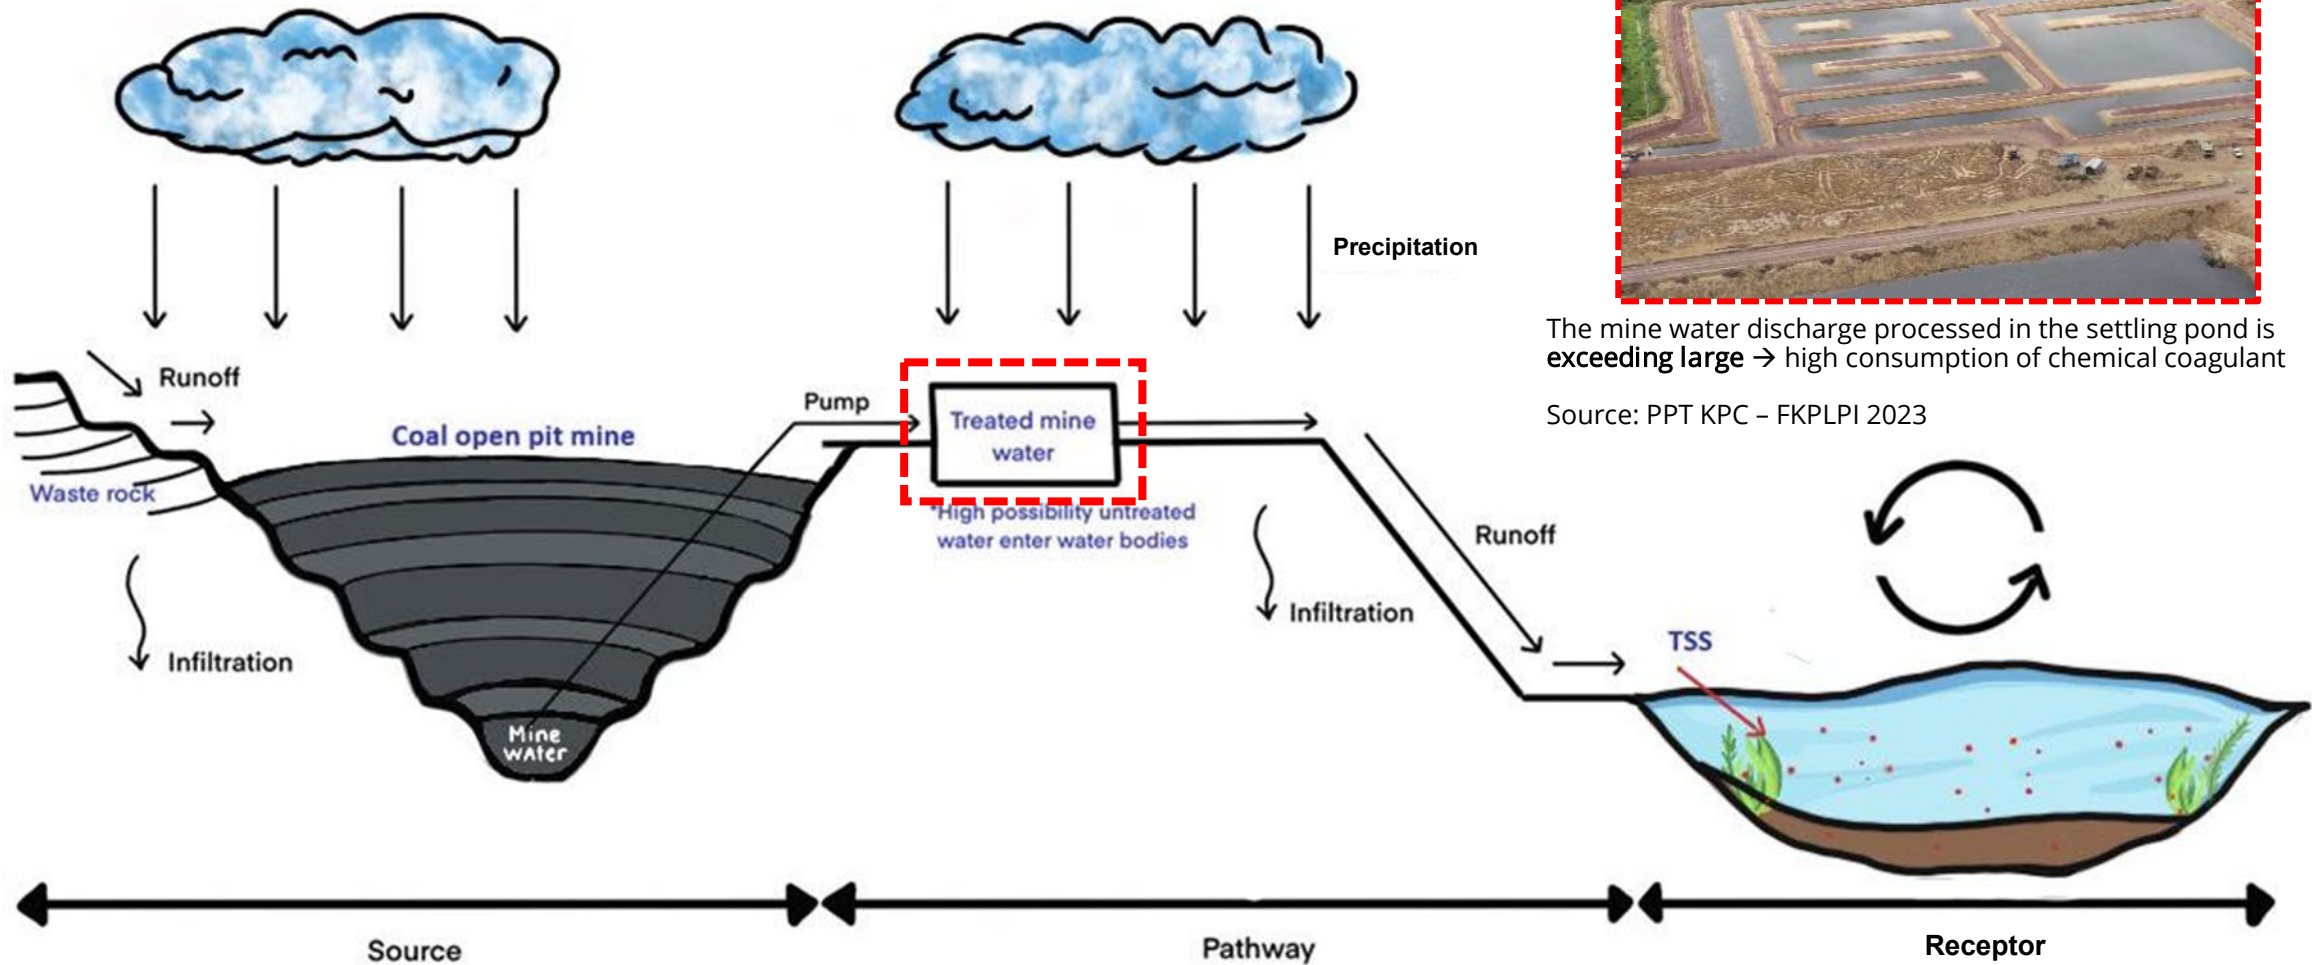 Precipitation
The mine water discharge processed in the settling pond is
exceeding large → high consumption of chemical coagulant
Source: PPT KPC – FKPLPI 2023
Runoff
Waste rock
Infiltration
Coal open pit mine
Mine
water
Pump
Treated mine
water
*High possibility untreated
water enter water bodies
Infiltration
Runoff
TSS
Source
Pathway
Receptor